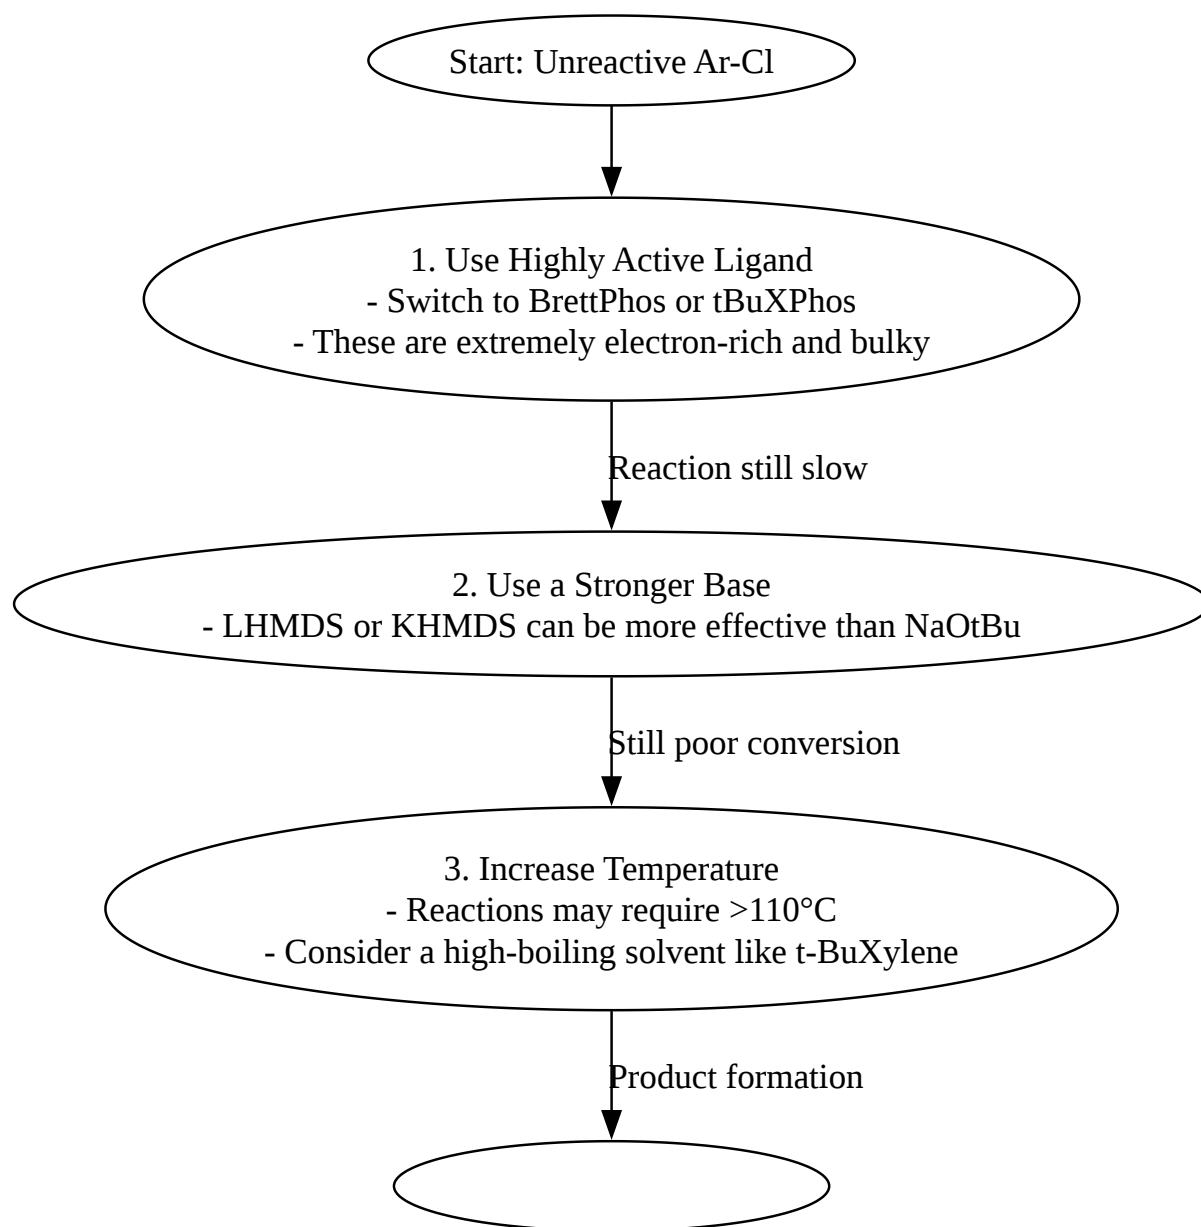 Start: Unreactive Ar-Cl
1. Use Highly Active Ligand
- Switch to BrettPhos or tBuXPhos
- These are extremely electron-rich and bulky
Reaction still slow
2. Use a Stronger Base
- LHMDS or KHMDS can be more effective than NaOtBu
Still poor conversion
3. Increase Temperature
- Reactions may require >110°C
- Consider a high-boiling solvent like t-BuXylene
Product formation